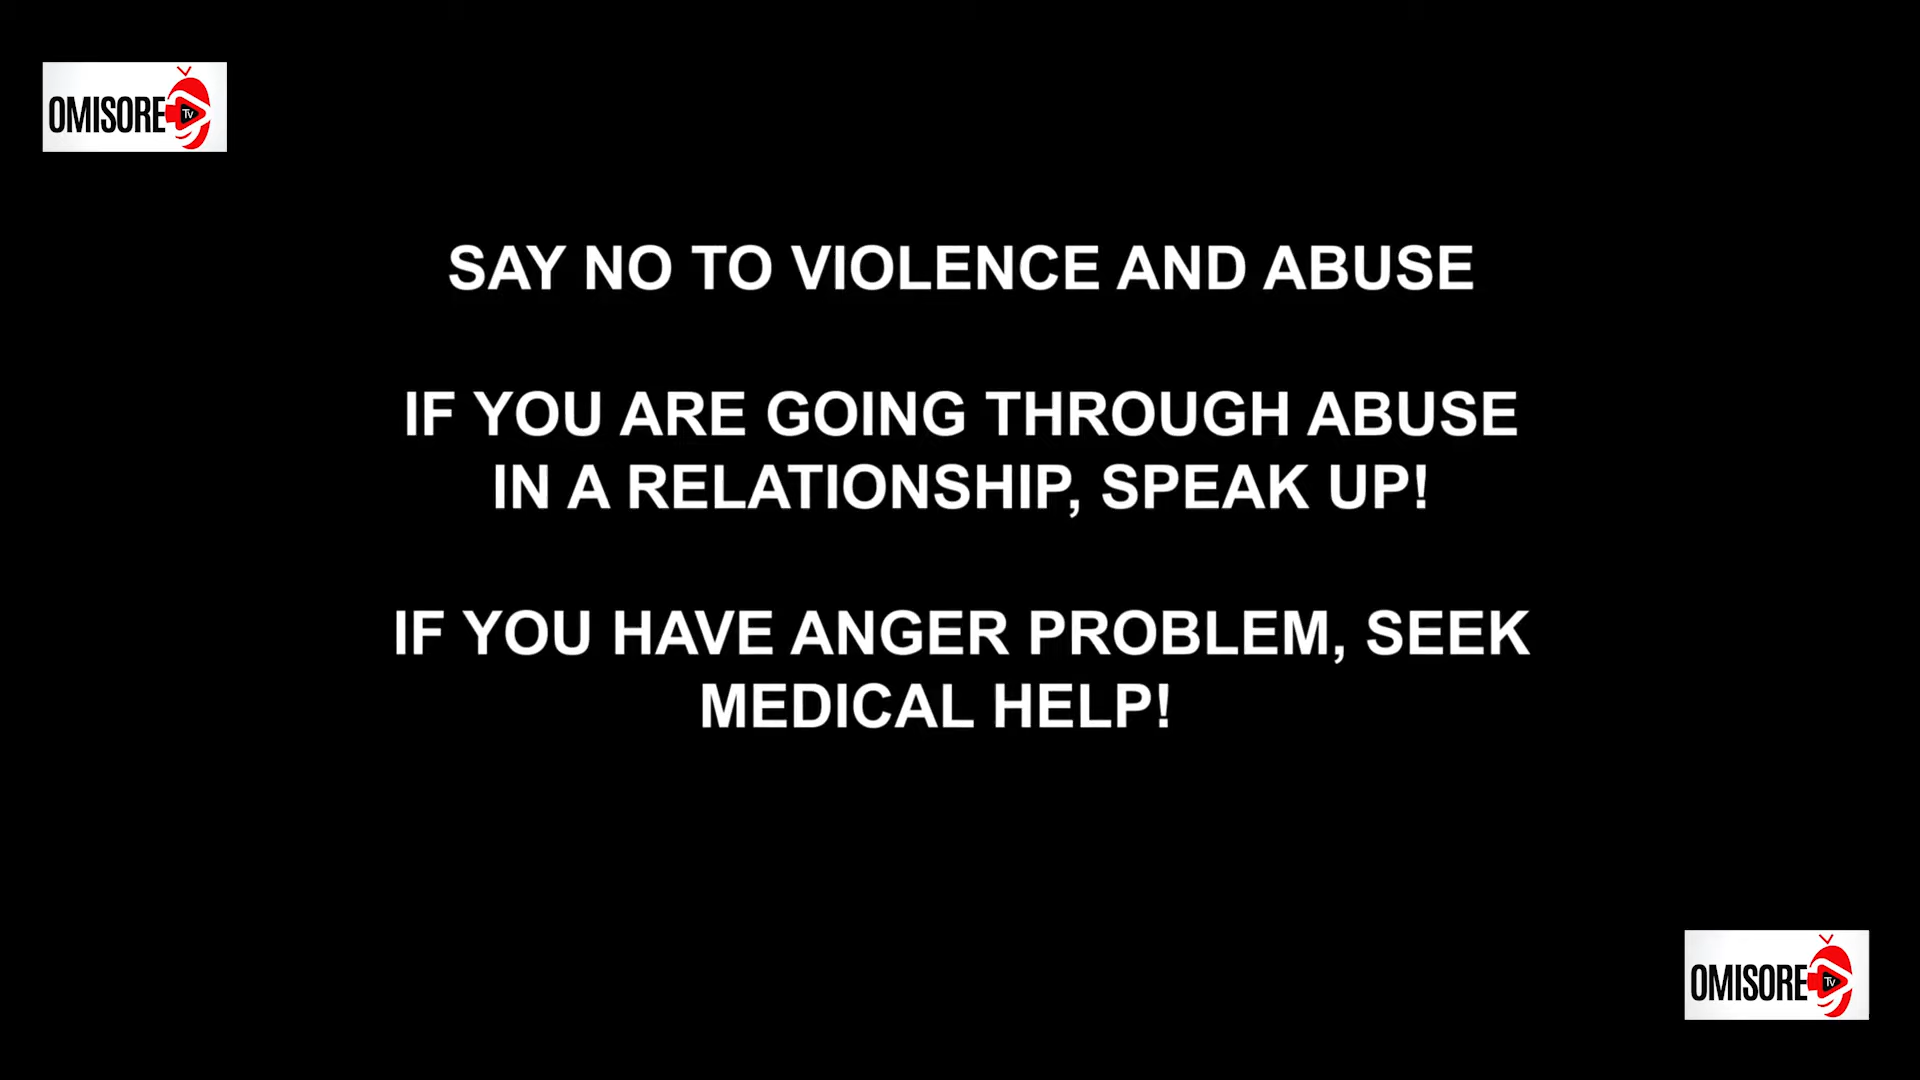 OMISORE Tv
SAY NO TO VIOLENCE AND ABUSE
IF YOU ARE GOING THROUGH ABUSE
IN A RELATIONSHIP, SPEAK UP!
IF YOU HAVE ANGER PROBLEM, SEEK
MEDICAL HELP!
OMISORE Tv